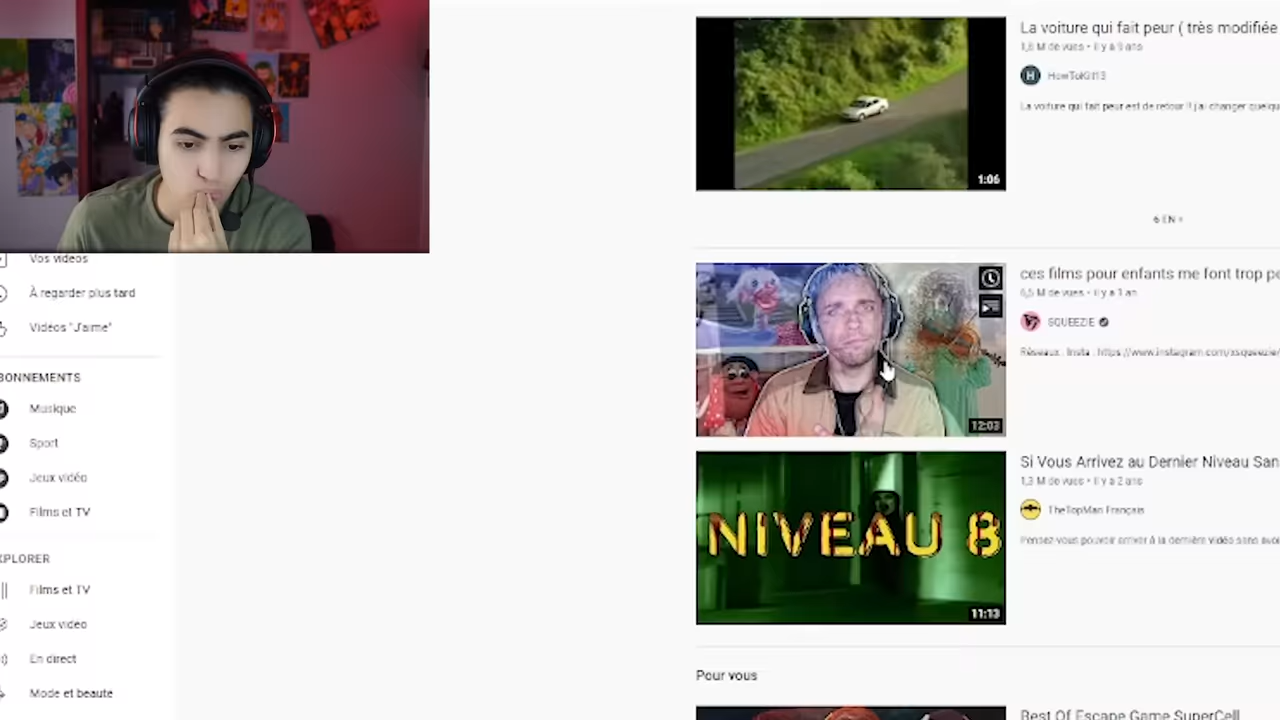 La voiture qui fait peur ( très modifiée
1,8 M de vues • il y a 9 ans
HowToKill13
La voiture qui fait peur est de retour !! j'ai changer quelqu
1:06
6 EN +
Vos vidéos
À regarder plus tard
Vidéos "J'aime"
BONNEMENTS
Musique
Sport
Jeux vidéo
Films et TV
XPLORER
Films et TV
Jeux vidéo
En direct
Mode et beauté
ces films pour enfants me font trop pe
6,5 M de vues • il y a 1 an
SQUEEZIE
Réseaux . Insta . https://www.instagram.com/xsqueezie/
12:03
Si Vous Arrivez au Dernier Niveau San
1,3 M de vues • il y a 2 ans
TheTopMan Français
Pensez-vous pouvoir arriver à la dernière vidéo sans avoi
NIVEAU 8
11:13
Pour vous
Best Of Escape Game SuperCell